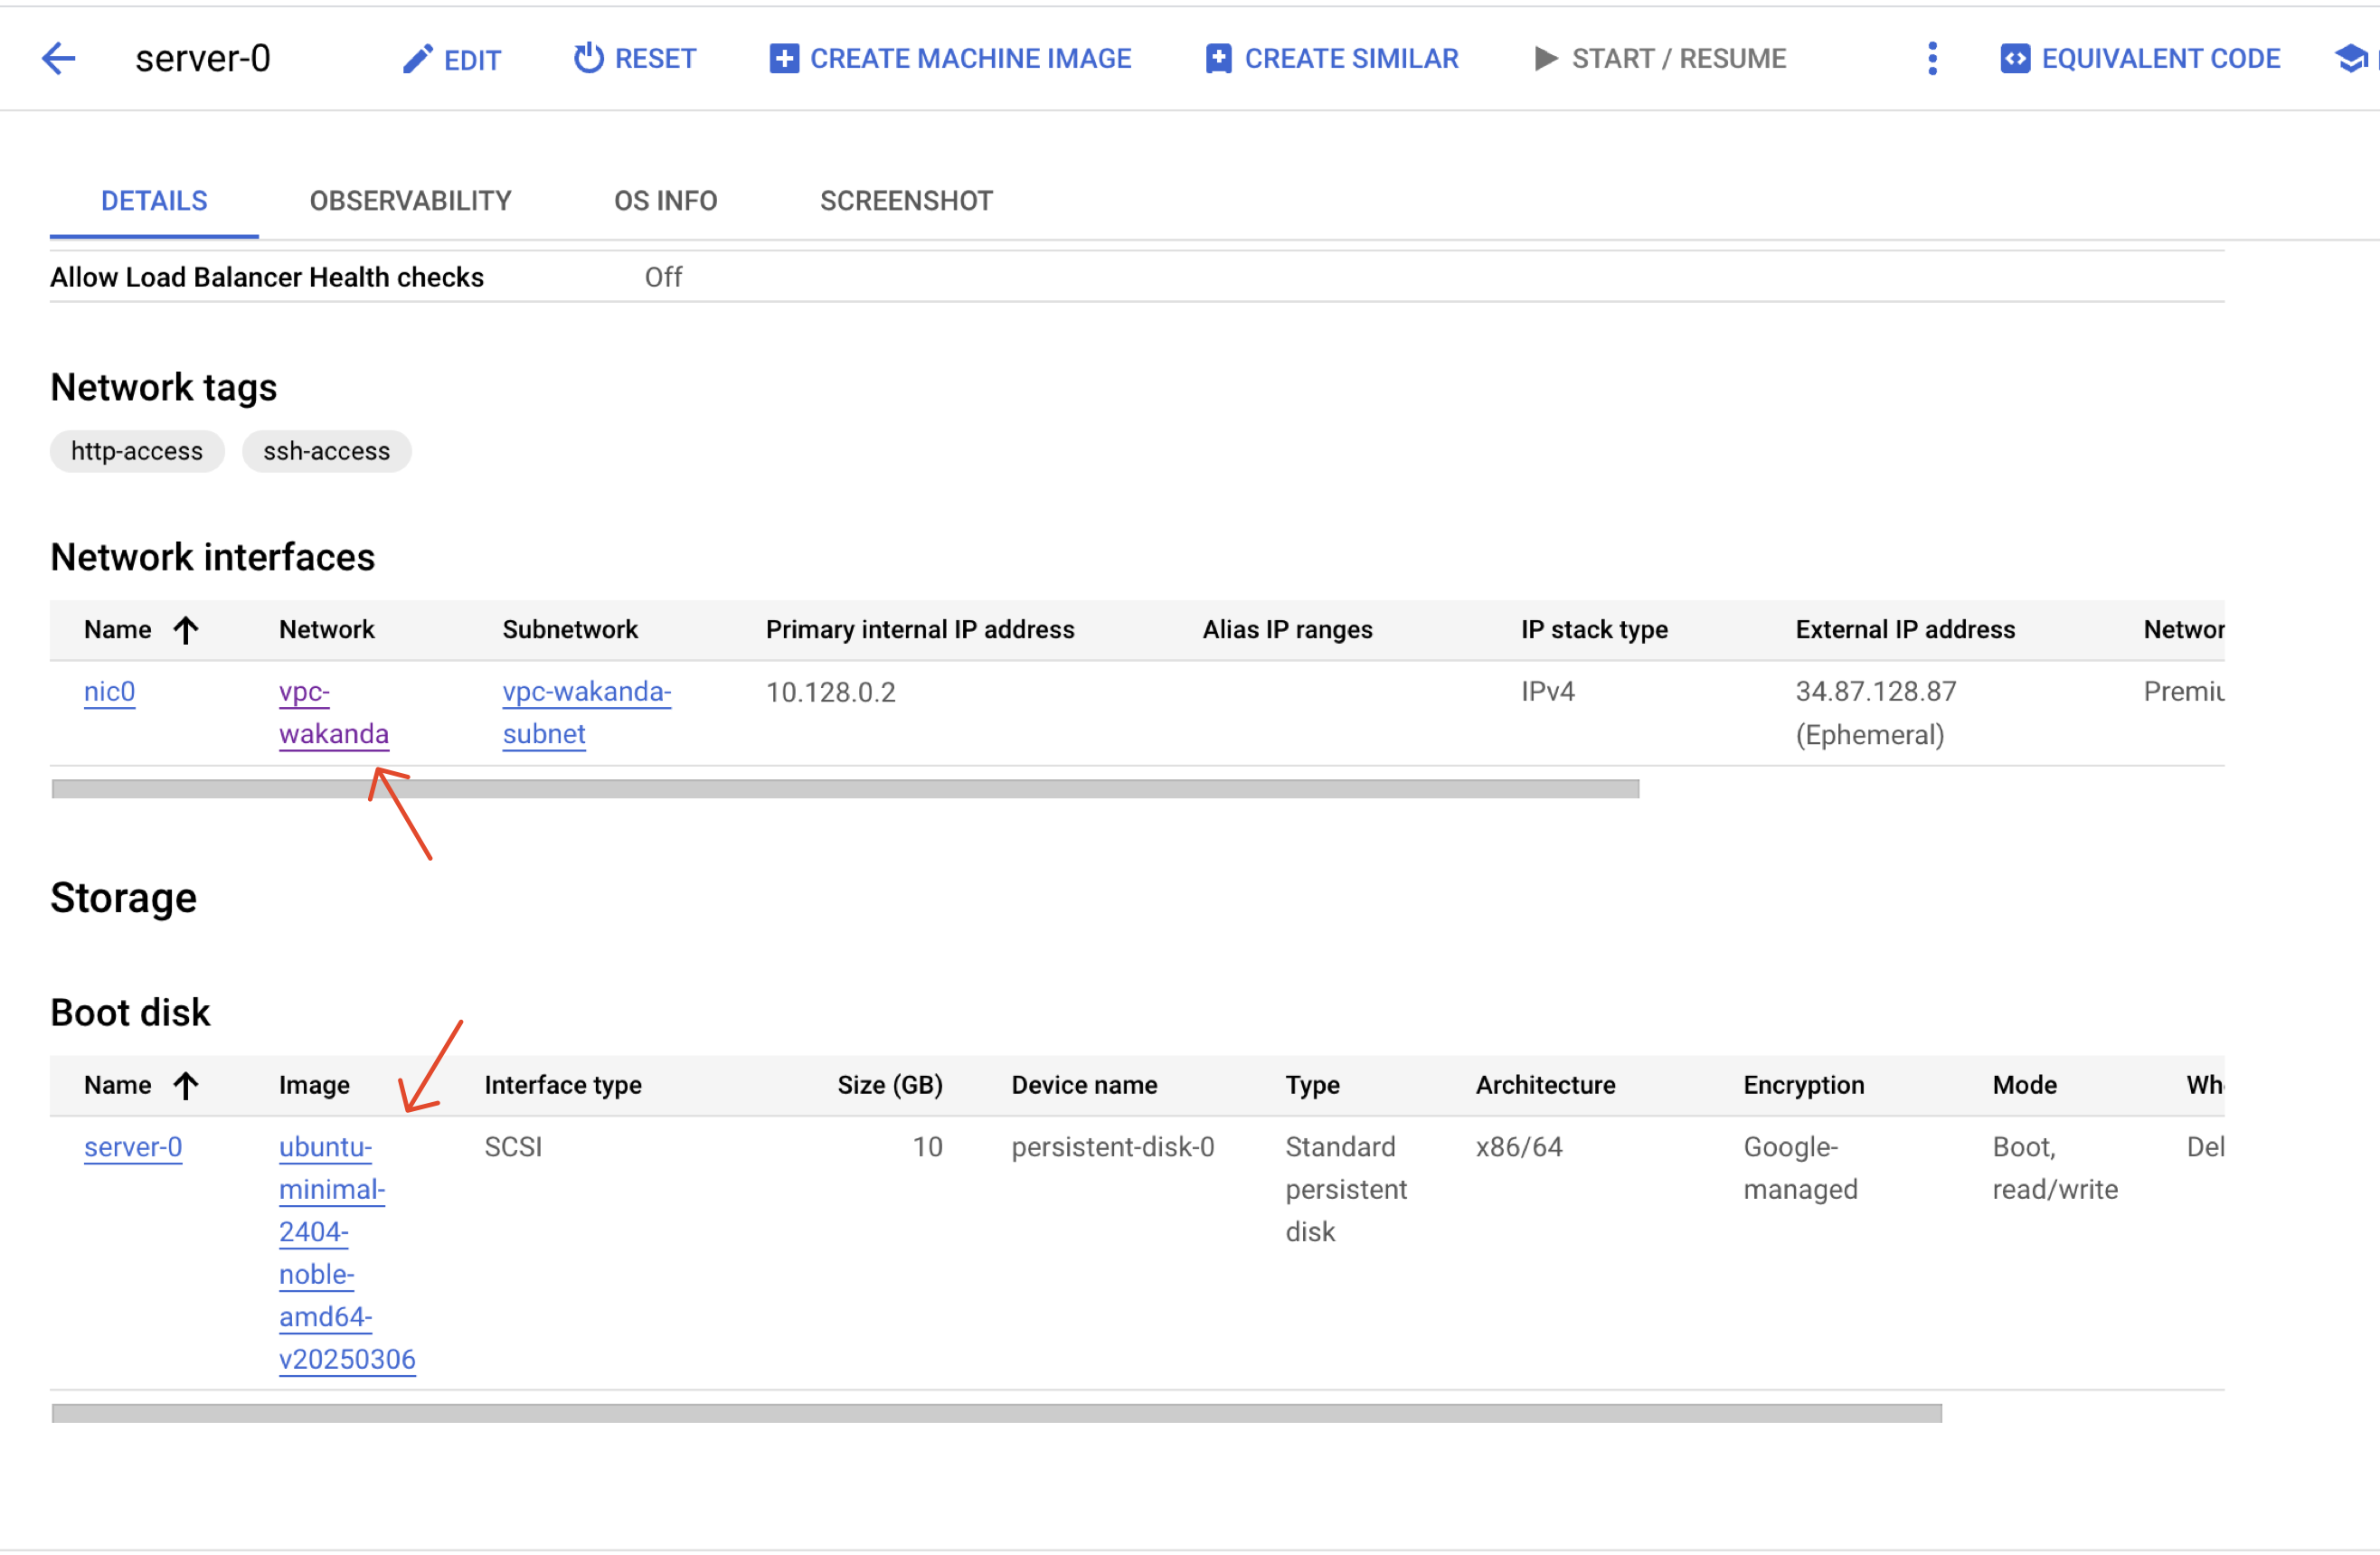 server-0 EDIT RESET CREATE MACHINE IMAGE CREATE SIMILAR START / RESUME EQUIVALENT CODE
DETAILS OBSERVABILITY OS INFO SCREENSHOT
Allow Load Balancer Health checks Off
Network tags
http-access ssh-access
Network interfaces
Name Network Subnetwork Primary internal IP address Alias IP ranges IP stack type External IP address Networ
nic0 vpc- vpc-wakanda- 10.128.0.2 IPv4 34.87.128.87 Premiu
wakanda subnet (Ephemeral)
Storage
Boot disk
Name Image Interface type Size (GB) Device name Type Architecture Encryption Mode Wh
server-0 ubuntu- SCSI 10 persistent-disk-0 Standard x86/64 Google- Boot, Del
minimal- persistent managed read/write
2404- disk
noble-
amd64-
v20250306